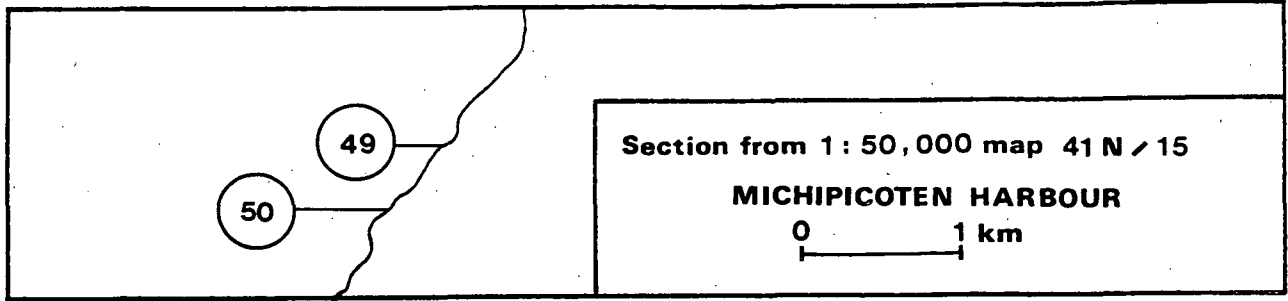 49
50
Section from 1 : 50,000 map 41 N / 15
MICHIPICOTEN HARBOUR
0 1 km